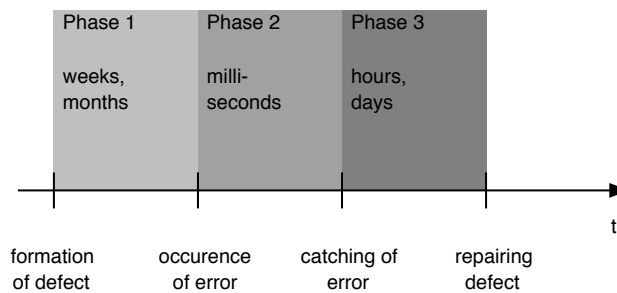 Phase 1
weeks,
months
Phase 2
milli-
seconds
Phase 3
hours,
days
t
formation
of defect
occurence
of error
catching of
error
repairing
defect